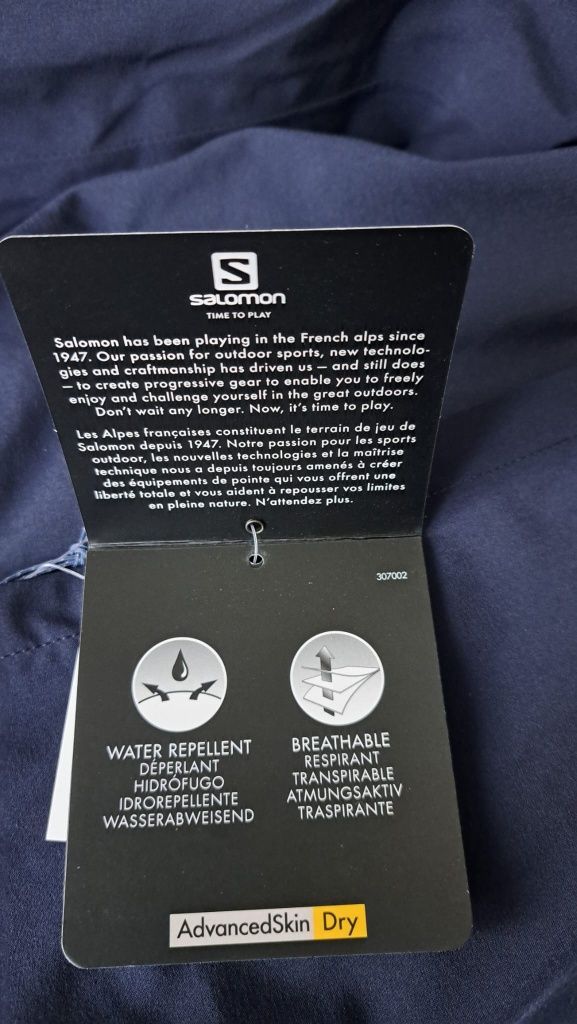 S
salomon
TIME TO PLAY
Salomon has been playing in the French alps since
1947. Our passion for outdoor sports, new technolo-
gies and craftmanship has driven us – and still does
– to create progressive gear to enable you to freely
enjoy and challenge yourself in the great outdoors.
Don't wait any longer. Now, it's time to play.
Les Alpes françaises constituent le terrain de jeu de
Salomon depuis 1947. Notre passion pour les sports
outdoor, les nouvelles technologies et la maîtrise
technique nous a depuis toujours amenés à créer
des équipements de pointe qui vous offrent une
liberté totale et vous aident à repousser vos limites
en pleine nature. N'attendez plus.
307002
WATER REPELLENT
DÉPERLANT
HIDRÓFUGO
IDROREPELLENTE
WASSERABWEISEND
BREATHABLE
RESPIRANT
TRANSPIRABLE
ATMUNGSAKTIV
TRASPIRANTE
AdvancedSkin Dry